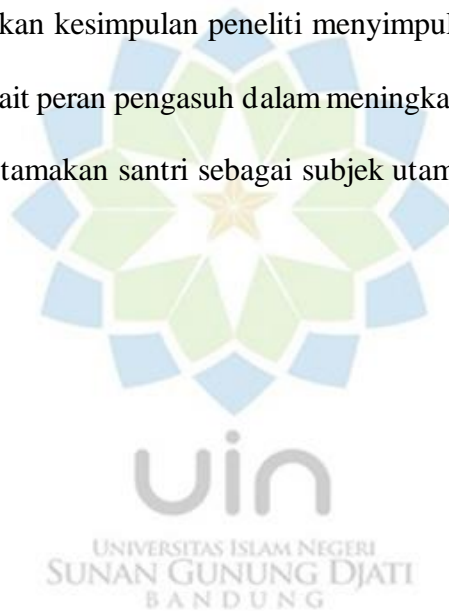 kan kesimpulan peneliti menyimpul
ait peran pengasuh dalam meningka
tamakan santri sebagai subjek utam
uin
UNIVERSITAS ISLAM NEGERI
SUNAN GUNUNG DJATI
BANDUNG